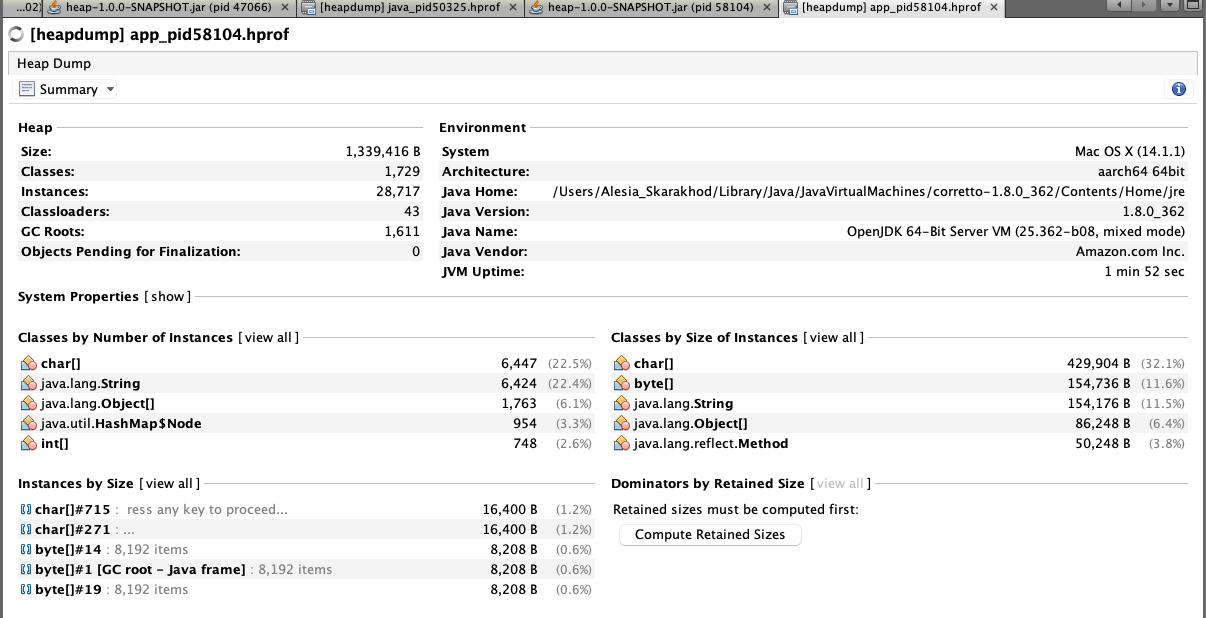 ...02) heap-1.0.0-SNAPSHOT.jar (pid 47066) [heapdump] java_pid50325.hprof heap-1.0.0-SNAPSHOT.jar (pid 58104) [heapdump] app_pid58104.hprof
[heapdump] app_pid58104.hprof
Heap Dump
Summary
Heap
Size: 1,339,416 B
Classes: 1,729
Instances: 28,717
Classloaders: 43
GC Roots: 1,611
Objects Pending for Finalization: 0
Environment
System Mac OS X (14.1.1)
Architecture: aarch64 64bit
Java Home: /Users/Alesia_Skarakhod/Library/Java/JavaVirtualMachines/corretto-1.8.0_362/Contents/Home/jre
Java Version: 1.8.0_362
Java Name: OpenJDK 64-Bit Server VM (25.362-b08, mixed mode)
Java Vendor: Amazon.com Inc.
JVM Uptime: 1 min 52 sec
System Properties [ show ]
Classes by Number of Instances [ view all ]
char[] 6,447 (22.5%)
java.lang.String 6,424 (22.4%)
java.lang.Object[] 1,763 (6.1%)
java.util.HashMap$Node 954 (3.3%)
int[] 748 (2.6%)
Classes by Size of Instances [ view all ]
char[] 429,904 B (32.1%)
byte[] 154,736 B (11.6%)
java.lang.String 154,176 B (11.5%)
java.lang.Object[] 86,248 B (6.4%)
java.lang.reflect.Method 50,248 B (3.8%)
Instances by Size [ view all ]
char[]#715 : ress any key to proceed... 16,400 B (1.2%)
char[]#271 : ... 16,400 B (1.2%)
byte[]#14 : 8,192 items 8,208 B (0.6%)
byte[]#1 [GC root - Java frame] : 8,192 items 8,208 B (0.6%)
byte[]#19 : 8,192 items 8,208 B (0.6%)
Dominators by Retained Size [ view all ]
Retained sizes must be computed first:
Compute Retained Sizes